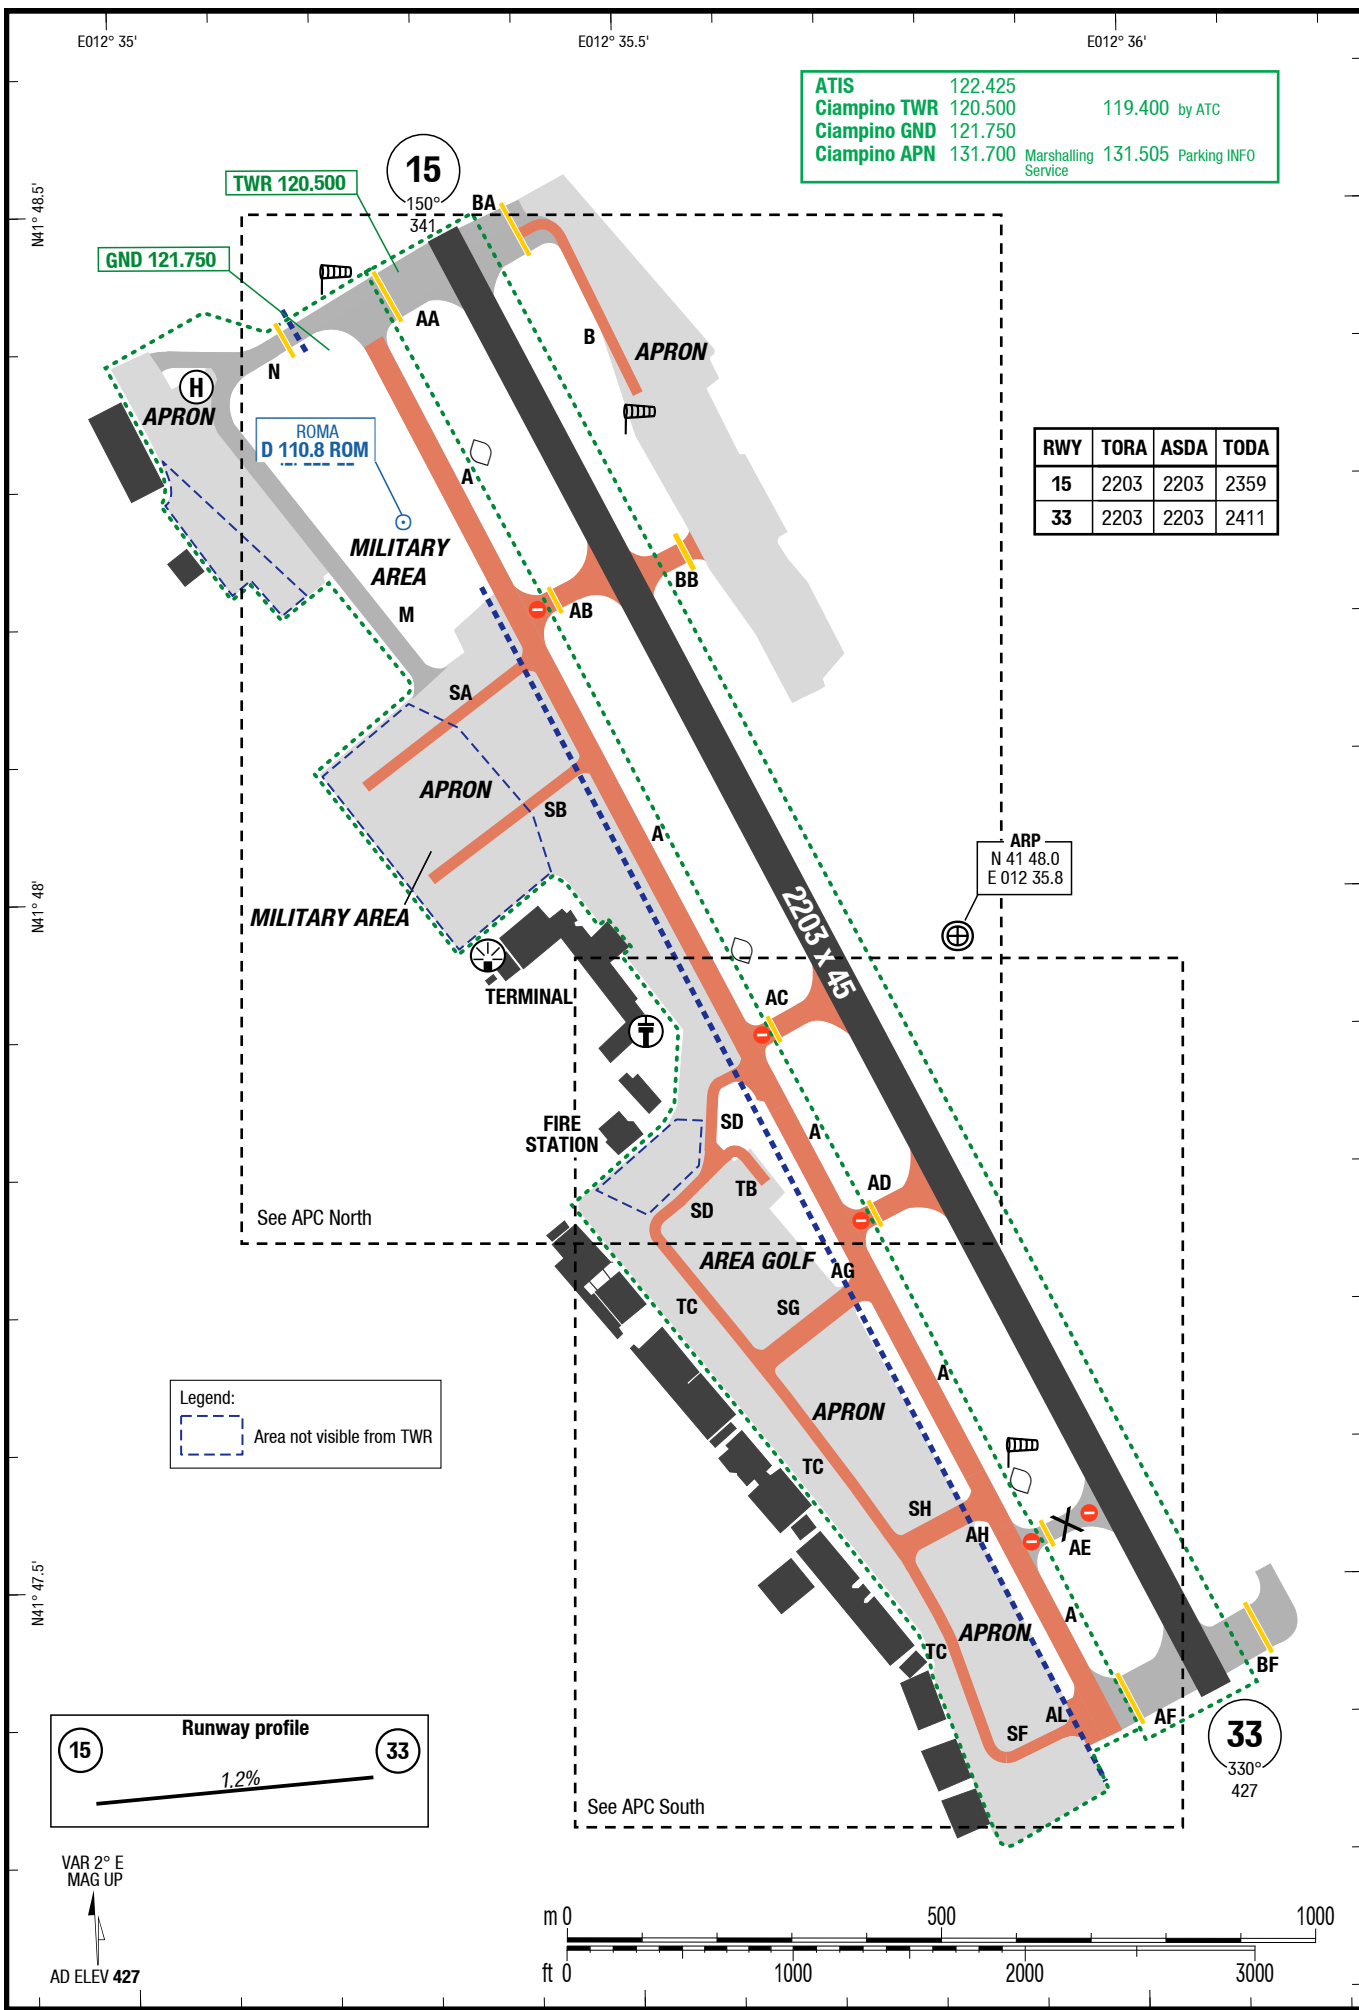 E012° 35'
E012° 35.5'
E012° 36'
ATIS 122.425
Ciampino TWR 120.500 119.400 by ATC
Ciampino GND 121.750
Ciampino APN 131.700 Marshalling Service 131.505 Parking INFO
N41° 48.5'
TWR 120.500
15
150°
341
BA
GND 121.750
AA
N
B
APRON
H
APRON
ROMA
D 110.8 ROM
A
RWY TORA ASDA TODA
15 2203 2203 2359
33 2203 2203 2411
MILITARY
AREA
BB
AB
M
SA
APRON
SB
A
ARP
N 41 48.0
E 012 35.8
N41° 48'
MILITARY AREA
2203 x 45
TERMINAL
AC
FIRE
STATION
SD
A
AD
TB
SD
See APC North
AREA GOLF
AG
TC
SG
A
Legend:
Area not visible from TWR
APRON
TC
SH
AH
AE
N41° 47.5'
A
APRON
TC
BF
AL
AF
SF
33
330°
427
Runway profile
15
33
1.2%
See APC South
VAR 2° E
MAG UP
AD ELEV 427
m 0 500 1000
ft 0 1000 2000 3000